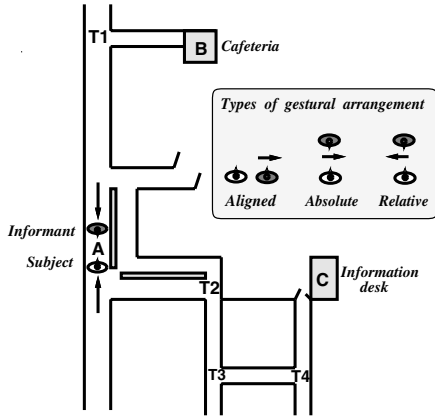 T1
B
Cafeteria
Types of gestural arrangement
Aligned
Absolute
Relative
Informant
A
Subject
T2
C
Information
desk
T3
T4